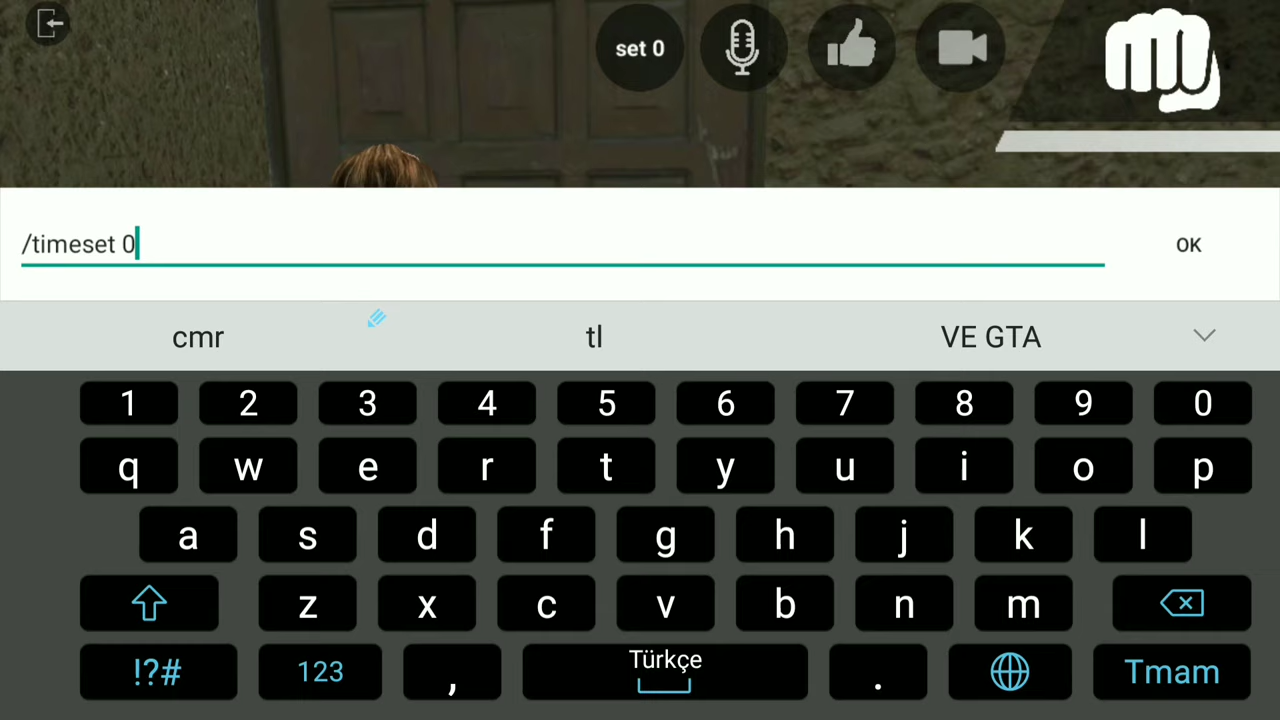 set 0
/timeset 0
OK
cmr
tl
VE GTA
1 2 3 4 5 6 7 8 9 0
q w e r t y u i o p
a s d f g h j k l
z x c v b n m
!?# 123 , Türkçe . Tmam